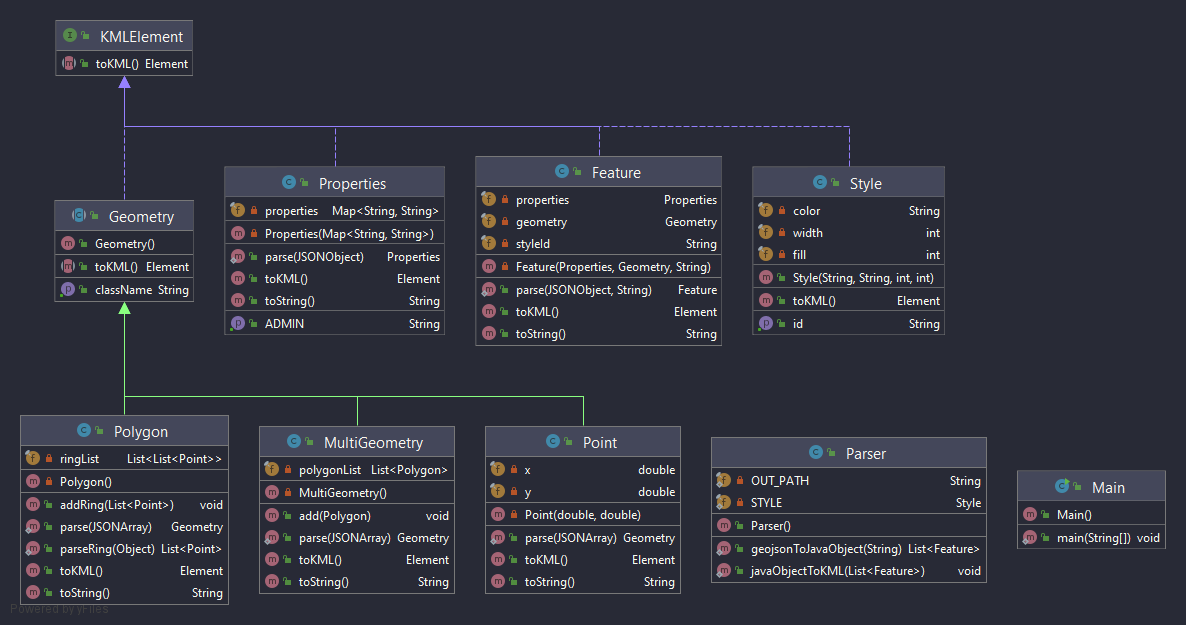 KMLElement
toKML() Element
Geometry
Geometry()
toKML() Element
className String
Properties
properties Map<String, String>
Properties(Map<String, String>)
parse(JSONObject) Properties
toKML() Element
toString() String
ADMIN String
Feature
properties Properties
geometry Geometry
styleId String
Feature(Properties, Geometry, String)
parse(JSONObject, String) Feature
toKML() Element
toString() String
Style
color String
width int
fill int
Style(String, String, int, int)
toKML() Element
id String
Polygon
ringList List<List<Point>>
Polygon()
addRing(List<Point>) void
parse(JSONArray) Geometry
parseRing(Object) List<Point>
toKML() Element
toString() String
MultiGeometry
polygonList List<Polygon>
MultiGeometry()
add(Polygon) void
parse(JSONArray) Geometry
toKML() Element
toString() String
Point
x double
y double
Point(double, double)
parse(JSONArray) Geometry
toKML() Element
toString() String
Parser
OUT_PATH String
STYLE Style
Parser()
geojsonToJavaObject(String) List<Feature>
javaObjectToKML(List<Feature>) void
Main
Main()
main(String[]) void
Powered by yFiles